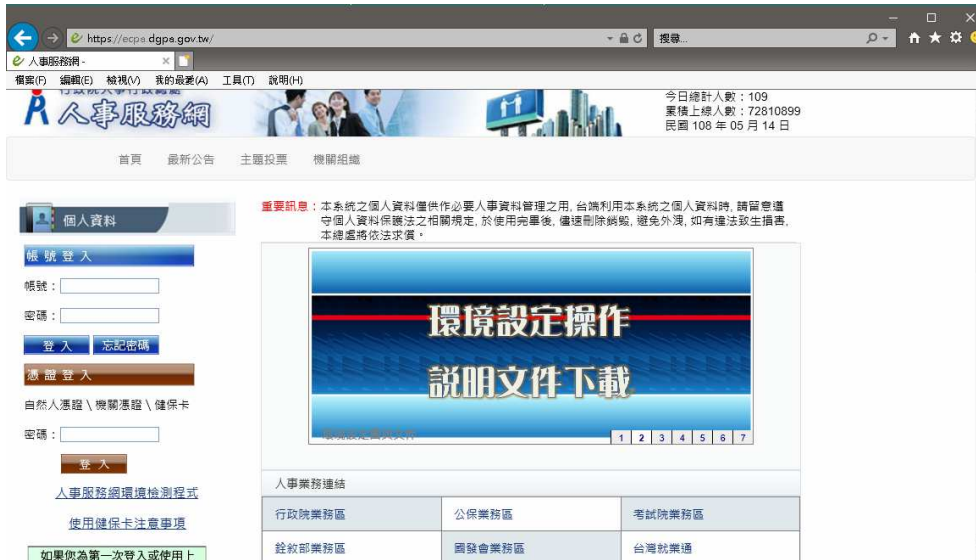 https://ecpa.dgpa.gov.tw/
搜尋...
人事服務網 -
檔案(F) 編輯(E) 檢視(V) 我的最愛(A) 工具(T) 說明(H)
人事服務網
今日總計人數：109
累積上線人數：72810899
民國 108 年 05 月 14 日
首頁 最新公告 主題投票 機關組織
個人資料
帳號登入
帳號：
密碼：
登入 忘記密碼
憑證登入
自然人憑證 \ 機關憑證 \ 健保卡
密碼：
登入
人事服務網環境檢測程式
使用健保卡注意事項
如果您為第一次登入或使用上
重要訊息：本系統之個人資料僅供作必要人事資料管理之用, 台端利用本系統之個人資料時, 請留意遵
守個人資料保護法之相關規定, 於使用完畢後, 儘速刪除銷毀, 避免外洩, 如有違法致生損害,
本總處將依法求償。
環境設定操作
說明文件下載
1 2 3 4 5 6 7
人事業務連結
行政院業務區 公保業務區 考試院業務區
銓敘部業務區 國發會業務區 台灣就業通